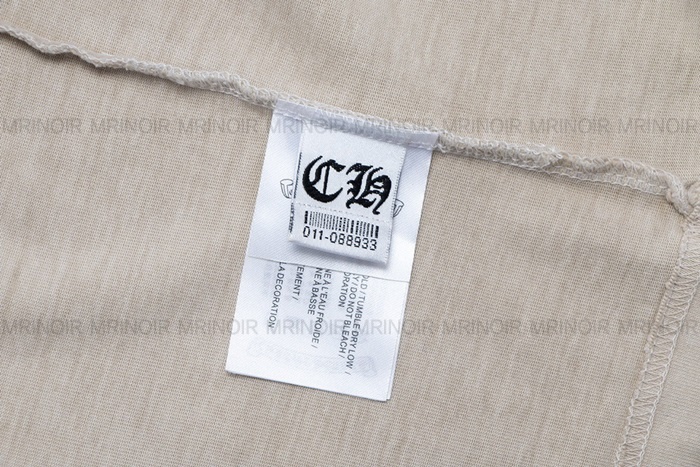 MRINOIR MRINOIR MRINOIR MRINOIR MRINOIR MRINOIR MRINOIR MRINOIR
CH
011-088933
OLD / TUMBLE DRY LOW
Y / DO NOT BLEACH /
ORATION
NE À L'EAU FROIDE /
NE À BASSE
EMENT /
LA DECORATION
MRINOIR MRINOIR MRINOIR MRINOIR MRINOIR MRINOIR MRINOIR MRINOIR